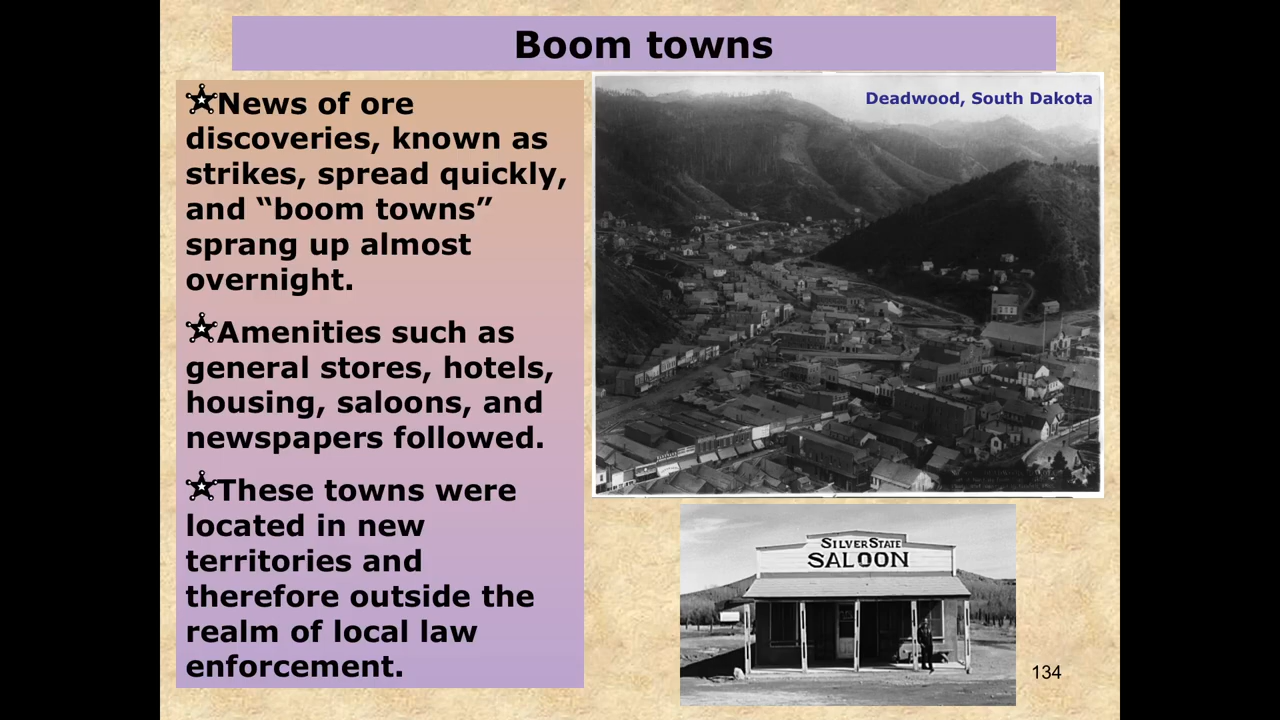 Boom towns
News of ore
discoveries, known as
strikes, spread quickly,
and “boom towns”
sprang up almost
overnight.
Amenities such as
general stores, hotels,
housing, saloons, and
newspapers followed.
These towns were
located in new
territories and
therefore outside the
realm of local law
enforcement.
Deadwood, South Dakota
SILVER STATE
SALOON
134